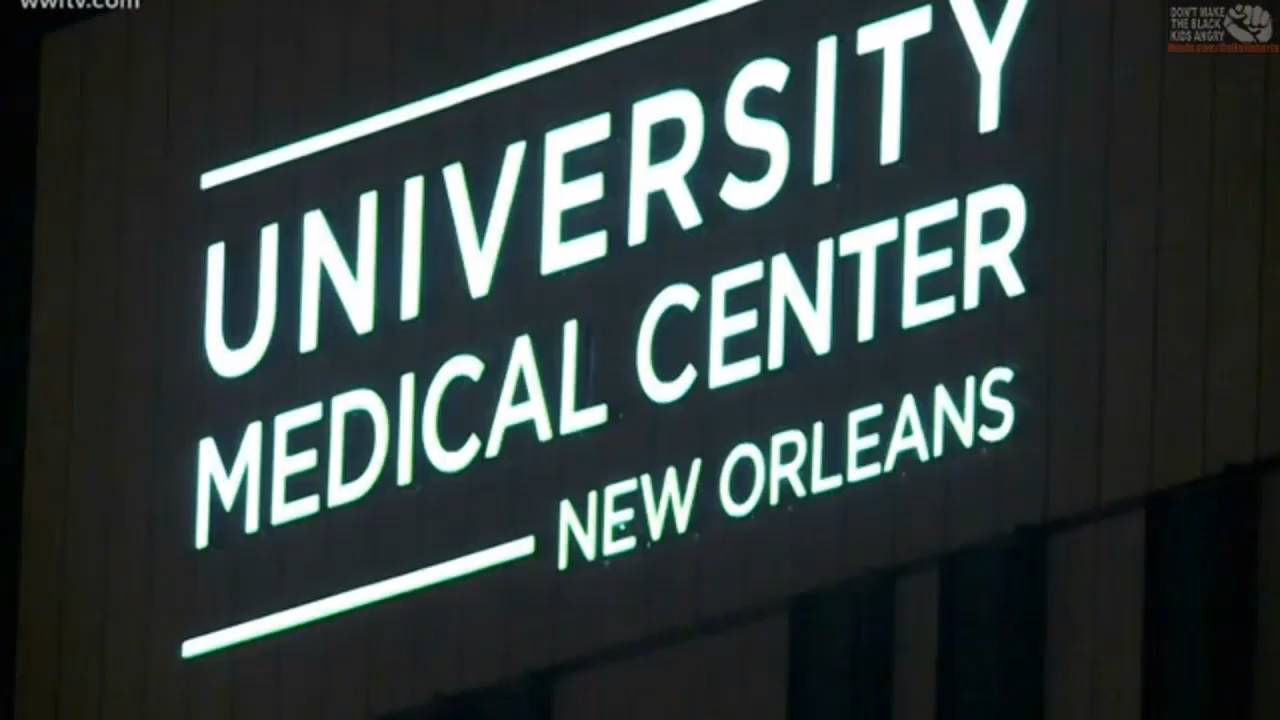 wwltv.com
DON'T MAKE
THE BLACK
KIDS ANGRY
UNIVERSITY
MEDICAL CENTER
NEW ORLEANS